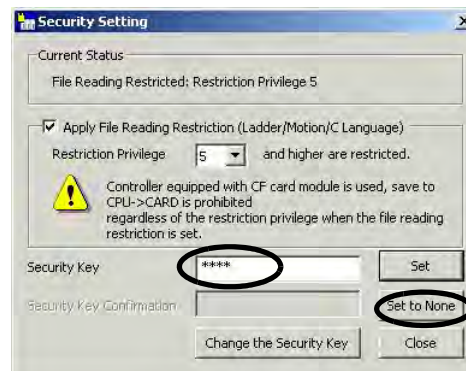 Security Setting
Current Status
File Reading Restricted: Restriction Privilege 5
Apply File Reading Restriction (Ladder/Motion/C Language)
Restriction Privilege 5 and higher are restricted.
Controller equipped with CF card module is used, save to
CPU->CARD is prohibited
regardless of the restriction privilege when the file reading
restriction is set.
Security Key **** Set
Security Key Confirmation Set to None
Change the Security Key Close